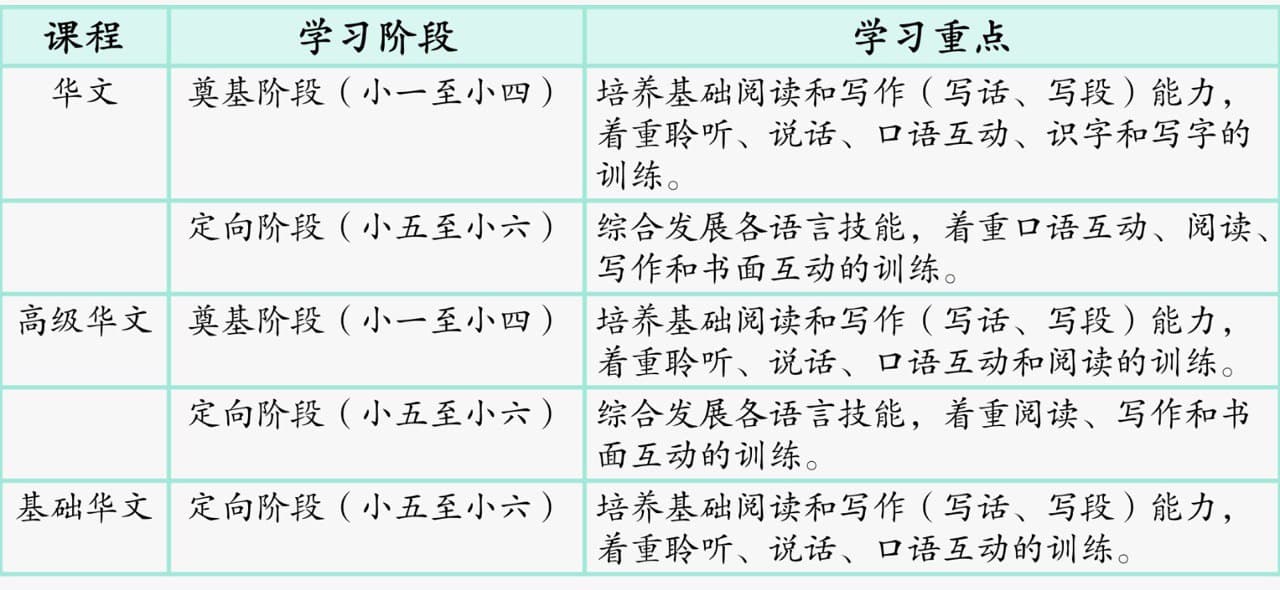 课程 学习阶段 学习重点
华文 奠基阶段（小一至小四） 培养基础阅读和写作（写话、写段）能力，
着重聆听、说话、口语互动、识字和写字的
训练。
定向阶段（小五至小六） 综合发展各语言技能，着重口语互动、阅读、
写作和书面互动的训练。
高级华文 奠基阶段（小一至小四） 培养基础阅读和写作（写话、写段）能力，
着重聆听、说话、口语互动和阅读的训练。
定向阶段（小五至小六） 综合发展各语言技能，着重阅读、写作和书
面互动的训练。
基础华文 定向阶段（小五至小六） 培养基础阅读和写作（写话、写段）能力，
着重聆听、说话、口语互动的训练。